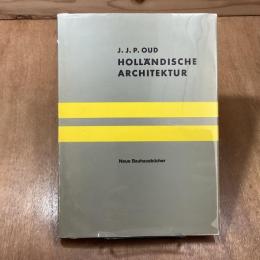 J. J. P. OUD
HOLLÄNDISCHE
ARCHITEKTUR
Neue Bauhausbücher